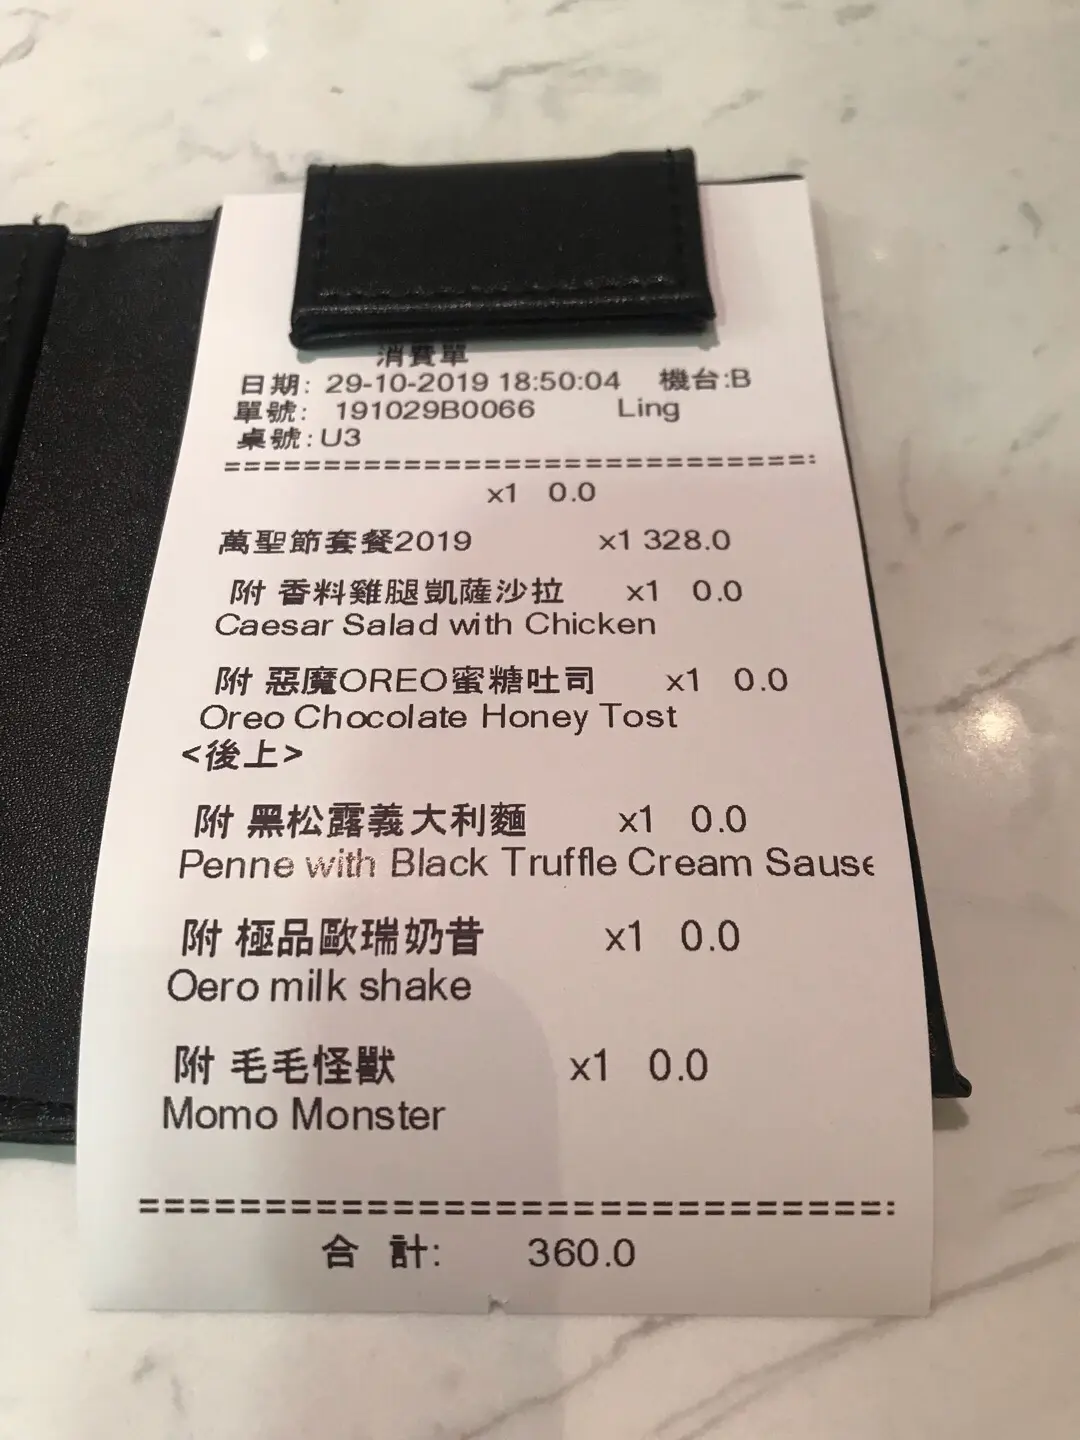 消費單
日期: 29-10-2019 18:50:04 機台:B
單號: 191029B0066 Ling
桌號:U3
==============================:
x1 0.0
萬聖節套餐2019 x1 328.0
附 香料雞腿凱薩沙拉 x1 0.0
Caesar Salad with Chicken
附 惡魔OREO蜜糖吐司 x1 0.0
Oreo Chocolate Honey Tost
<後上>
附 黑松露義大利麵 x1 0.0
Penne with Black Truffle Cream Sause
附 極品歐瑞奶昔 x1 0.0
Oero milk shake
附 毛毛怪獸 x1 0.0
Momo Monster
==============================:
合 計: 360.0